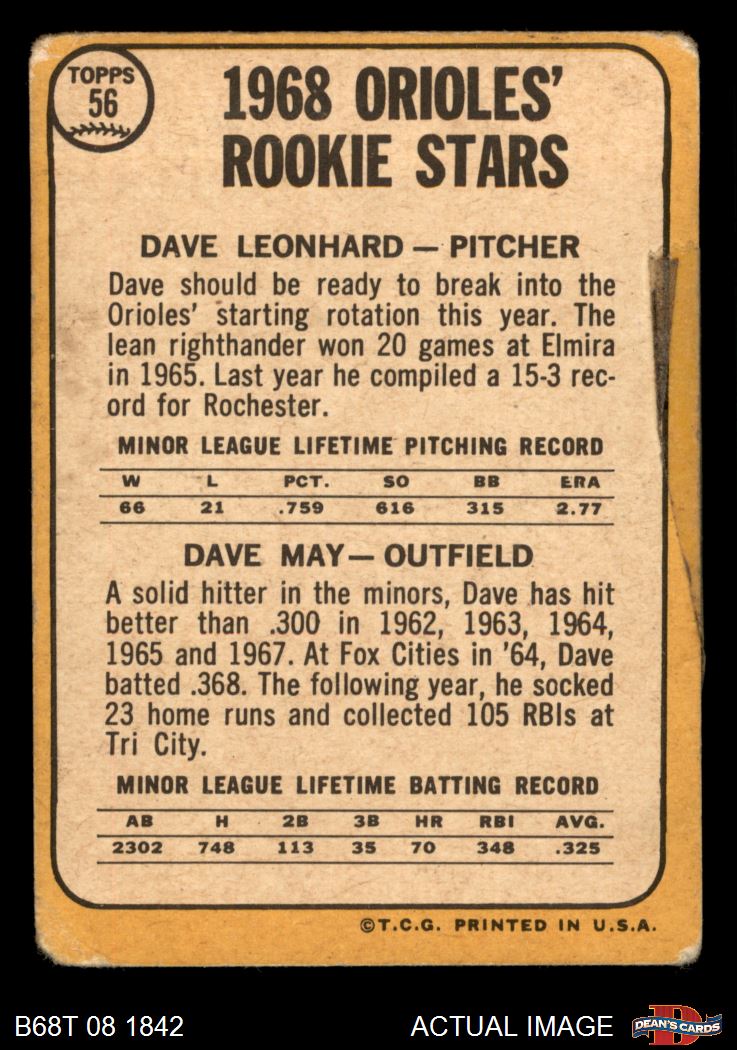 TOPPS
56
1968 ORIOLES'
ROOKIE STARS
DAVE LEONHARD — PITCHER
Dave should be ready to break into the
Orioles' starting rotation this year. The
lean righthander won 20 games at Elmira
in 1965. Last year he compiled a 15-3 rec-
ord for Rochester.
MINOR LEAGUE LIFETIME PITCHING RECORD
W L PCT. SO BB ERA
66 21 .759 616 315 2.77
DAVE MAY — OUTFIELD
A solid hitter in the minors, Dave has hit
better than .300 in 1962, 1963, 1964,
1965 and 1967. At Fox Cities in '64, Dave
batted .368. The following year, he socked
23 home runs and collected 105 RBIs at
Tri City.
MINOR LEAGUE LIFETIME BATTING RECORD
AB H 2B 3B HR RBI AVG.
2302 748 113 35 70 348 .325
©T.C.G. PRINTED IN U.S.A.
B68T 08 1842 ACTUAL IMAGE D DEAN'S CARDS